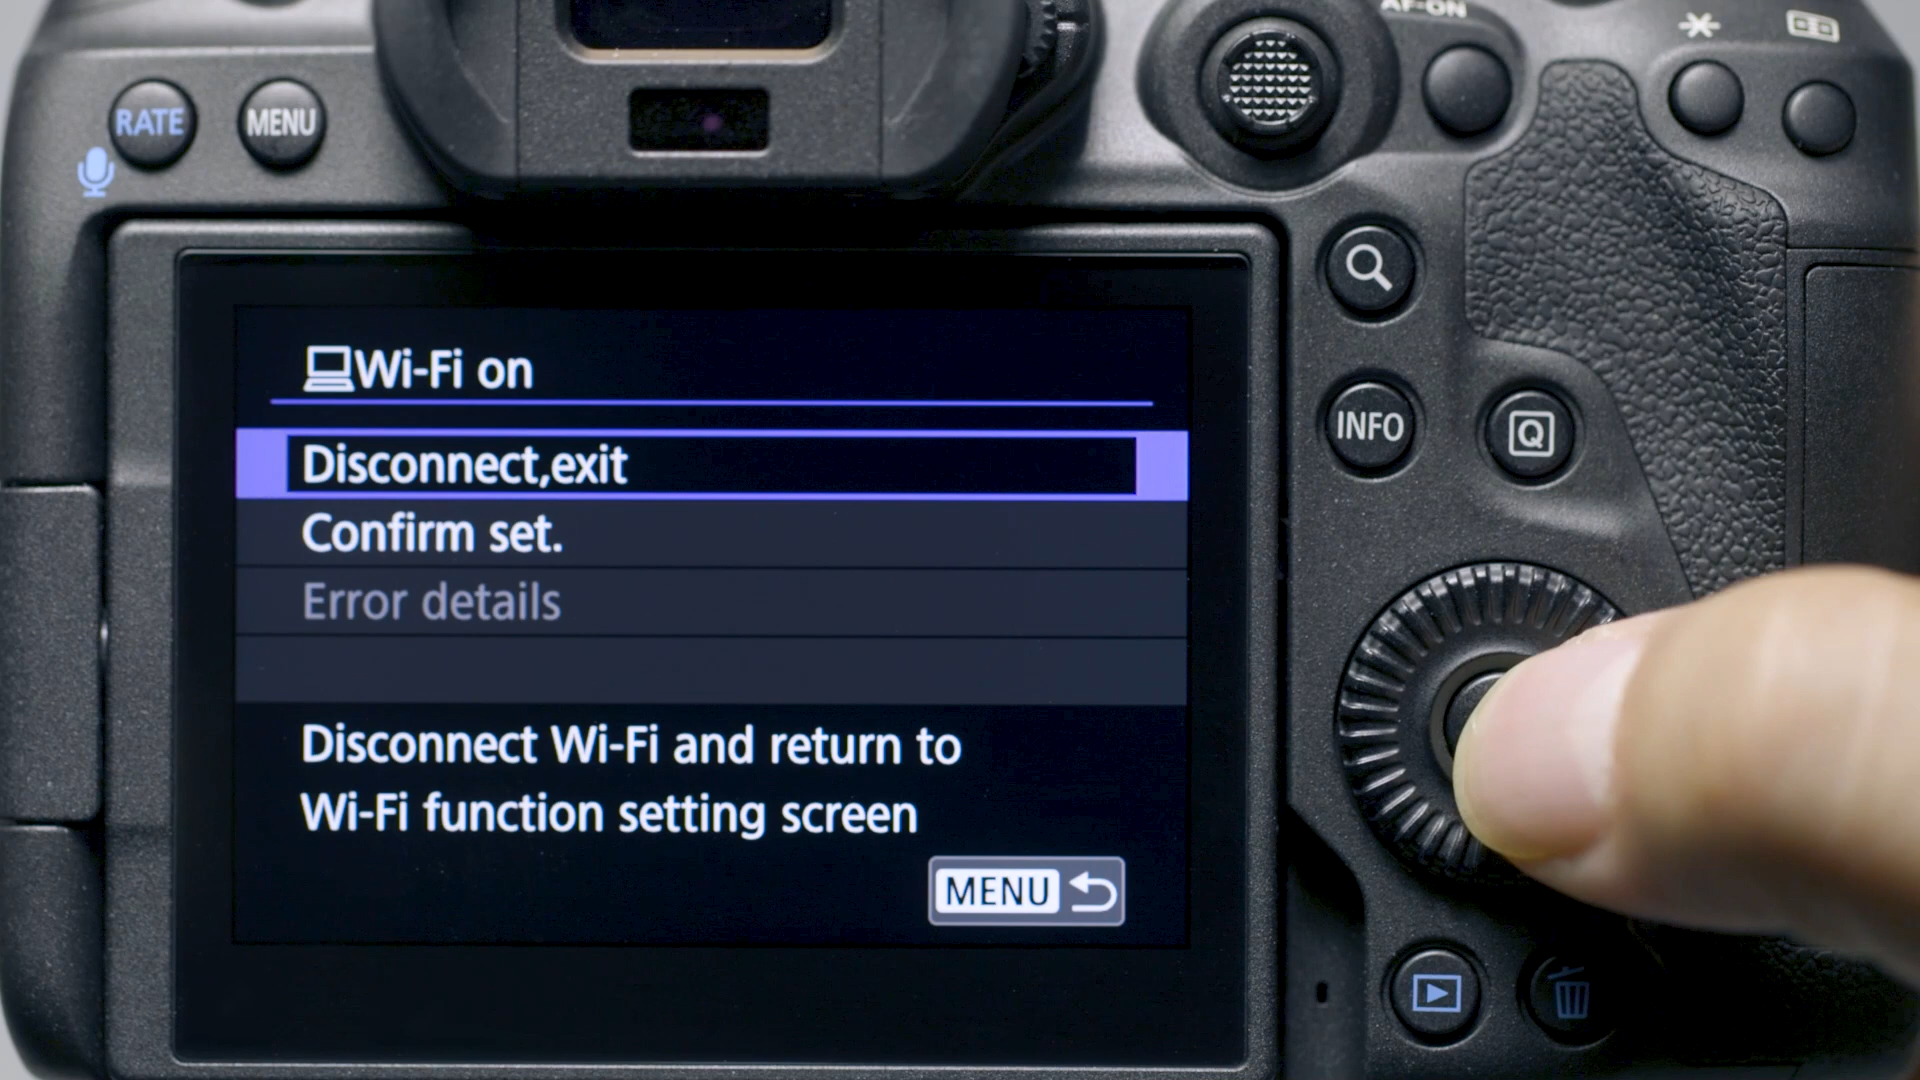 AF-ON
RATE
MENU
Wi-Fi on
Disconnect,exit
Confirm set.
Error details
Disconnect Wi-Fi and return to
Wi-Fi function setting screen
MENU
INFO
Q